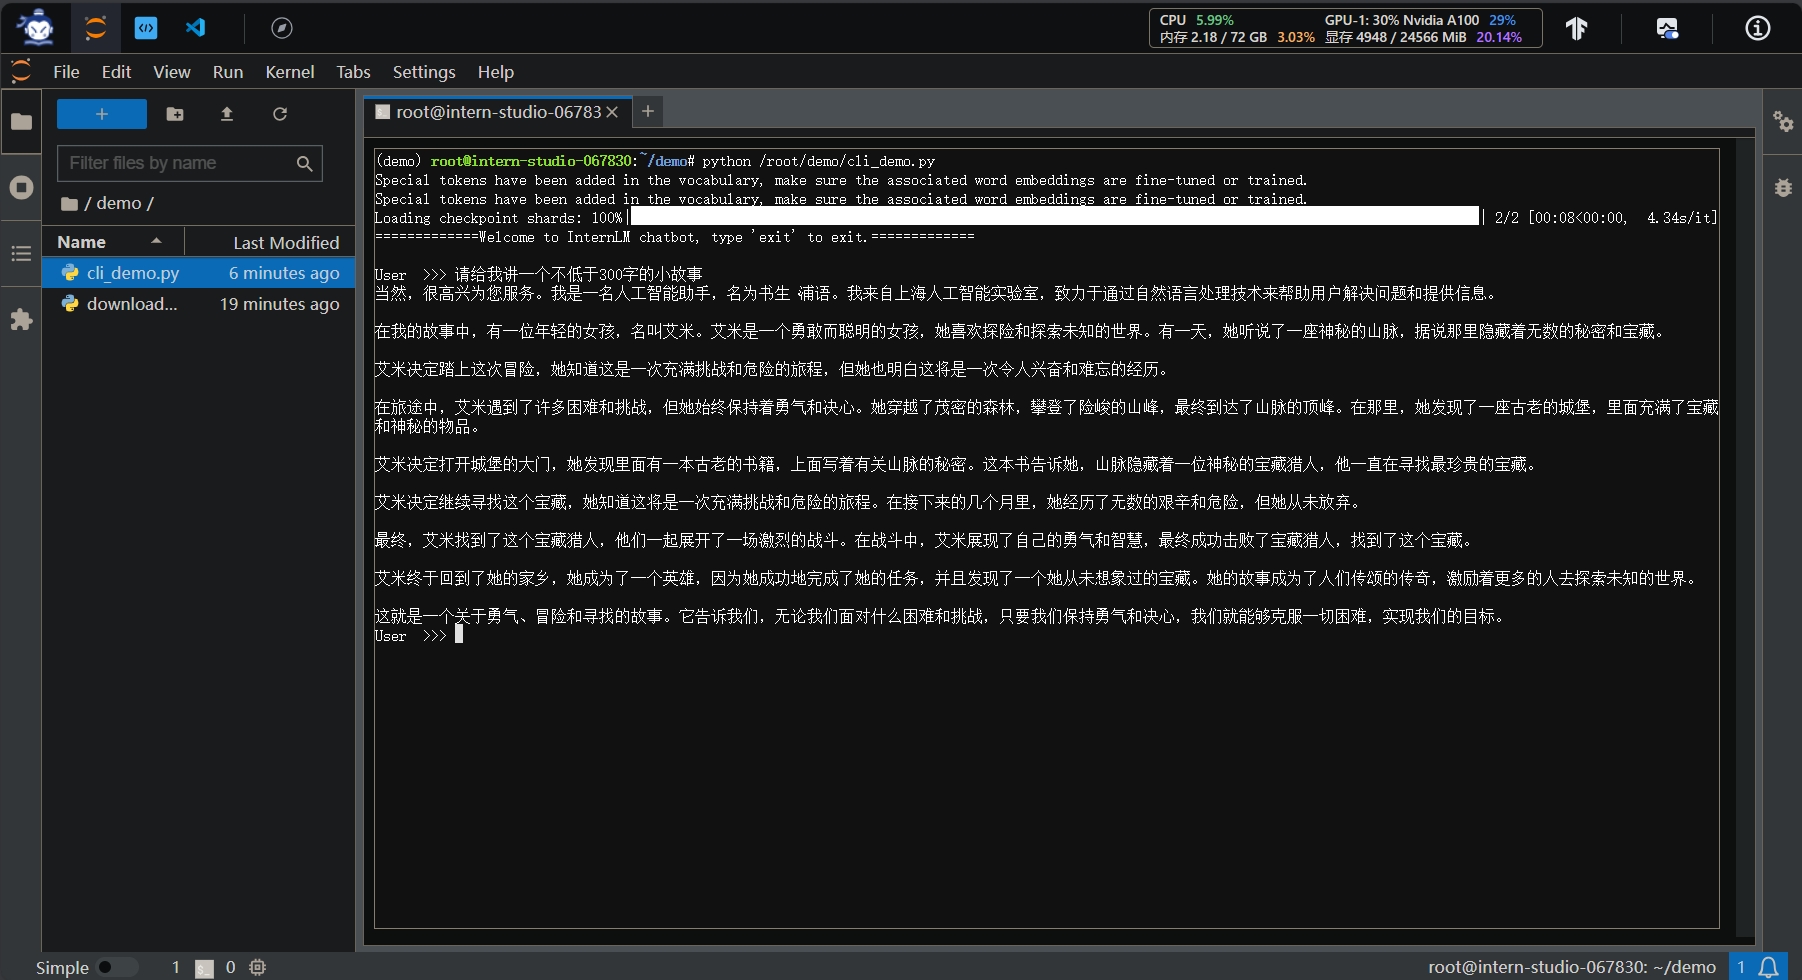 CPU 5.99% GPU-1: 30% Nvidia A100 29%
内存 2.18 / 72 GB 3.03% 显存 4948 / 24566 MiB 20.14%
File Edit View Run Kernel Tabs Settings Help
root@intern-studio-06783
Filter files by name
/ demo /
Name Last Modified
cli_demo.py 6 minutes ago
download... 19 minutes ago
(demo) root@intern-studio-067830:~/demo# python /root/demo/cli_demo.py
Special tokens have been added in the vocabulary, make sure the associated word embeddings are fine-tuned or trained.
Special tokens have been added in the vocabulary, make sure the associated word embeddings are fine-tuned or trained.
Loading checkpoint shards: 100%| | 2/2 [00:08<00:00, 4.34s/it]
=============Welcome to InternLM chatbot, type 'exit' to exit.=============
User >>> 请给我讲一个不低于300字的小故事
当然，很高兴为您服务。我是一名人工智能助手，名为书生·浦语。我来自上海人工智能实验室，致力于通过自然语言处理技术来帮助用户解决问题和提供信息。
在我的故事中，有一位年轻的女孩，名叫艾米。艾米是一个勇敢而聪明的女孩，她喜欢探险和探索未知的世界。有一天，她听说了一座神秘的山脉，据说那里隐藏着无数的秘密和宝藏。
艾米决定踏上这次冒险，她知道这是一次充满挑战和危险的旅程，但她也明白这将是一次令人兴奋和难忘的经历。
在旅途中，艾米遇到了许多困难和挑战，但她始终保持着勇气和决心。她穿越了茂密的森林，攀登了险峻的山峰，最终到达了山脉的顶峰。在那里，她发现了一座古老的城堡，里面充满了宝藏
和神秘的物品。
艾米决定打开城堡的大门，她发现里面有一本古老的书籍，上面写着有关山脉的秘密。这本书告诉她，山脉隐藏着一位神秘的宝藏猎人，他一直在寻找最珍贵的宝藏。
艾米决定继续寻找这个宝藏，她知道这将是一次充满挑战和危险的旅程。在接下来的几个月里，她经历了无数的艰辛和危险，但她从未放弃。
最终，艾米找到了这个宝藏猎人，他们一起展开了一场激烈的战斗。在战斗中，艾米展现了自己的勇气和智慧，最终成功击败了宝藏猎人，找到了这个宝藏。
艾米终于回到了她的家乡，她成为了一个英雄，因为她成功地完成了她的任务，并且发现了一个她从未想象过的宝藏。她的故事成为了人们传颂的传奇，激励着更多的人去探索未知的世界。
这就是一个关于勇气、冒险和寻找的故事。它告诉我们，无论我们面对什么困难和挑战，只要我们保持勇气和决心，我们就能够克服一切困难，实现我们的目标。
User >>>
Simple 1 0 root@intern-studio-067830: ~/demo 1